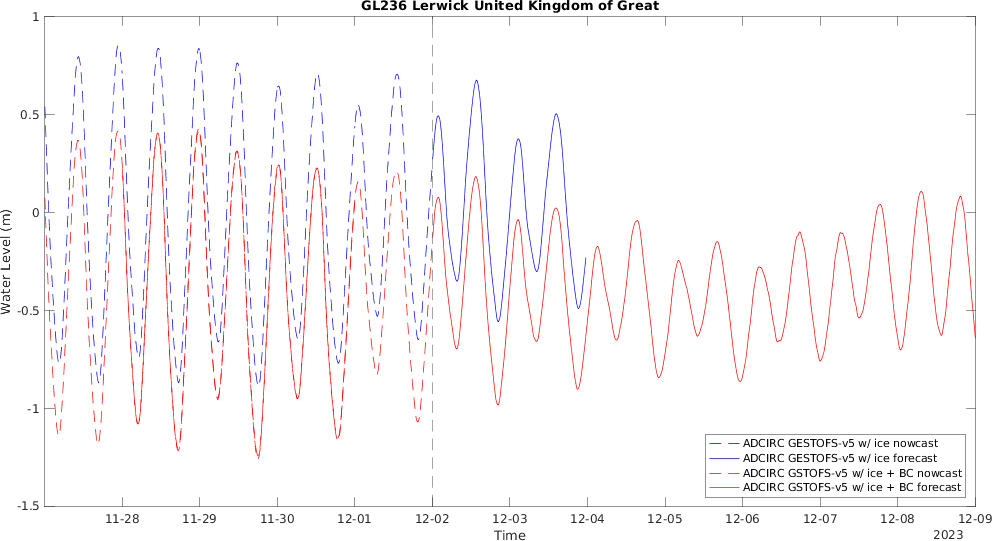 GL236 Lerwick United Kingdom of Great
1
0.5
0
-0.5
-1
-1.5
Water Level (m)
11-28 11-29 11-30 12-01 12-02 12-03 12-04 12-05 12-06 12-07 12-08 12-09
Time
2023
ADCIRC GESTOFS-v5 w/ ice nowcast
ADCIRC GESTOFS-v5 w/ ice forecast
ADCIRC GSTOFS-v5 w/ ice + BC nowcast
ADCIRC GSTOFS-v5 w/ ice + BC forecast